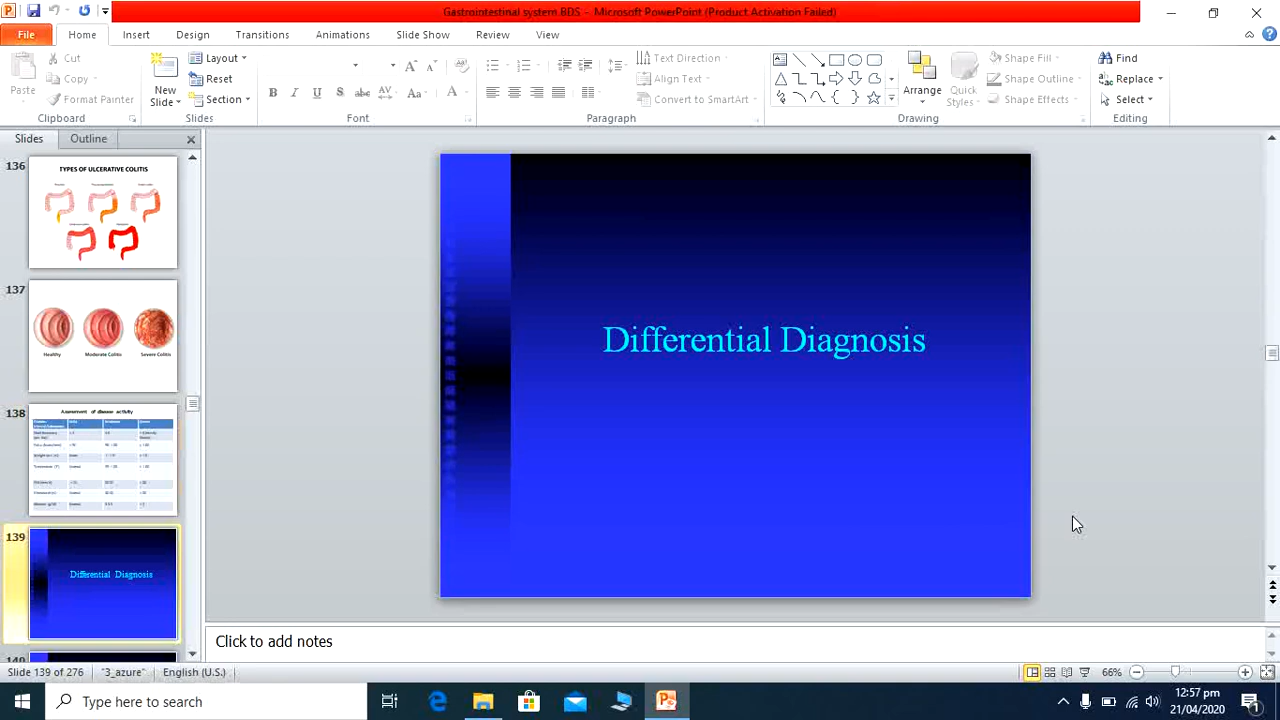 Gastrointestinal system BDS - Microsoft PowerPoint (Product Activation Failed)
File Home Insert Design Transitions Animations Slide Show Review View
Paste
Cut
Copy
Format Painter
Clipboard
New Slide
Layout
Reset
Section
Slides
B I U S abc AV Aa A
Font
Text Direction
Align Text
Convert to SmartArt
Paragraph
Arrange
Quick Styles
Shape Fill
Shape Outline
Shape Effects
Drawing
Find
Replace
Select
Editing
Slides Outline
136
TYPES OF ULCERATIVE COLITIS
137
Healthy Moderate Colitis Severe Colitis
138
Assessment of disease activity
139
Differential Diagnosis
140
Differential Diagnosis
Click to add notes
Slide 139 of 276 "3_azure" English (U.S.) 66%
Type here to search
12:57 pm
21/04/2020